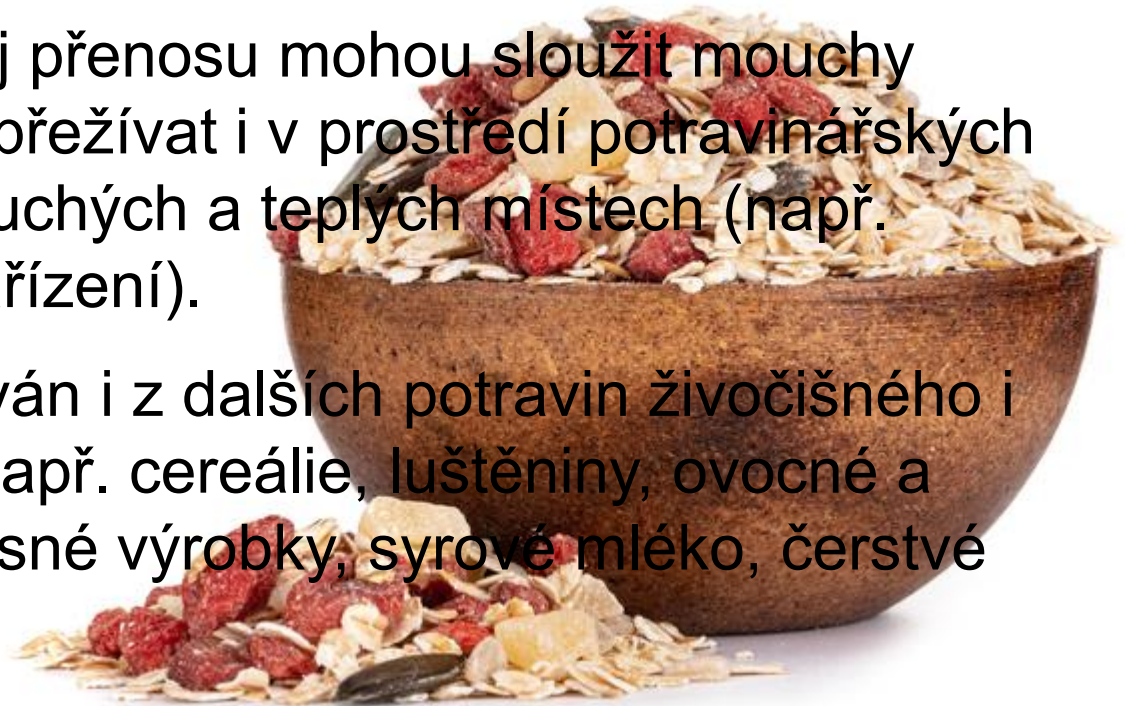 j přenosu mohou sloužit mouchy
přežívat i v prostředí potravinářských
uchých a teplých místech (např.
řízení).
ván i z dalších potravin živočišného i
apř. cereálie, luštěniny, ovocné a
sné výrobky, syrové mléko, čerstvé